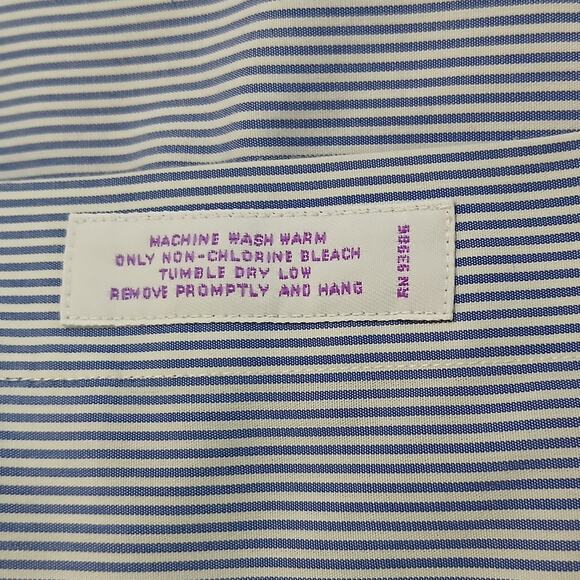 MACHINE WASH WARM
ONLY NON-CHLORINE BLEACH
TUMBLE DRY LOW
REMOVE PROMPTLY AND HANG
RN 93986